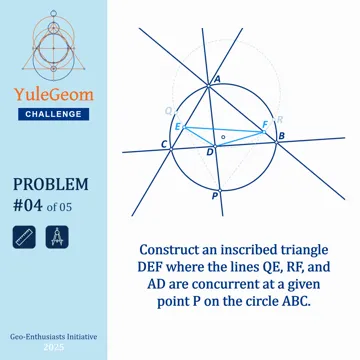 YuleGeom
CHALLENGE
PROBLEM
#04 of 05
Geo-Enthusiasts Initiative
2025
A
Q
R
E
F
B
C
D
P
Construct an inscribed triangle
DEF where the lines QE, RF, and
AD are concurrent at a given
point P on the circle ABC.